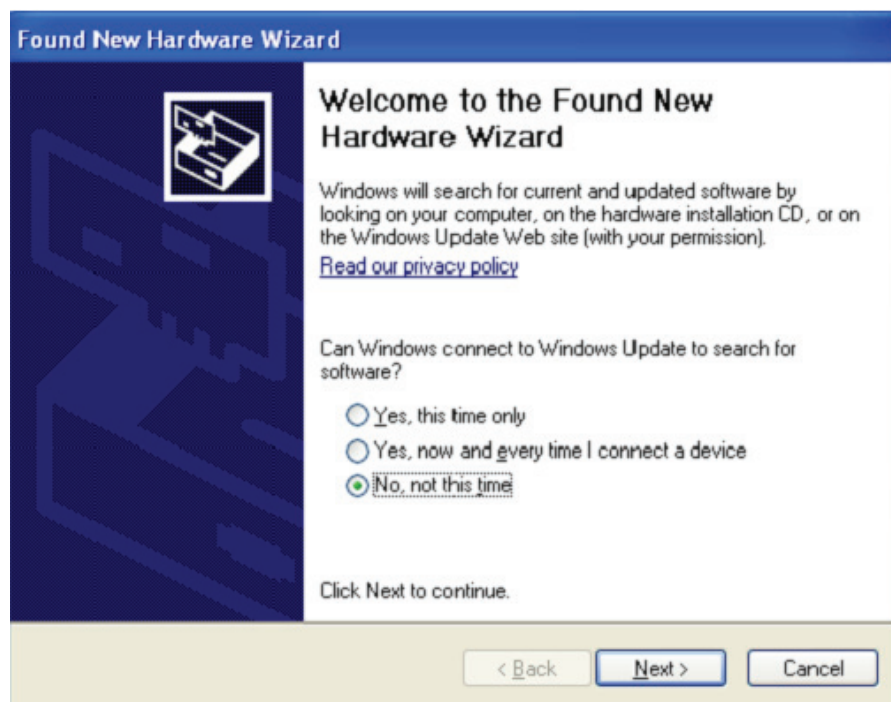 Found New Hardware Wizard
Welcome to the Found New
Hardware Wizard
Windows will search for current and updated software by
looking on your computer, on the hardware installation CD, or on
the Windows Update Web site (with your permission).
Read our privacy policy
Can Windows connect to Windows Update to search for
software?
Yes, this time only
Yes, now and every time I connect a device
No, not this time
Click Next to continue.
< Back Next > Cancel